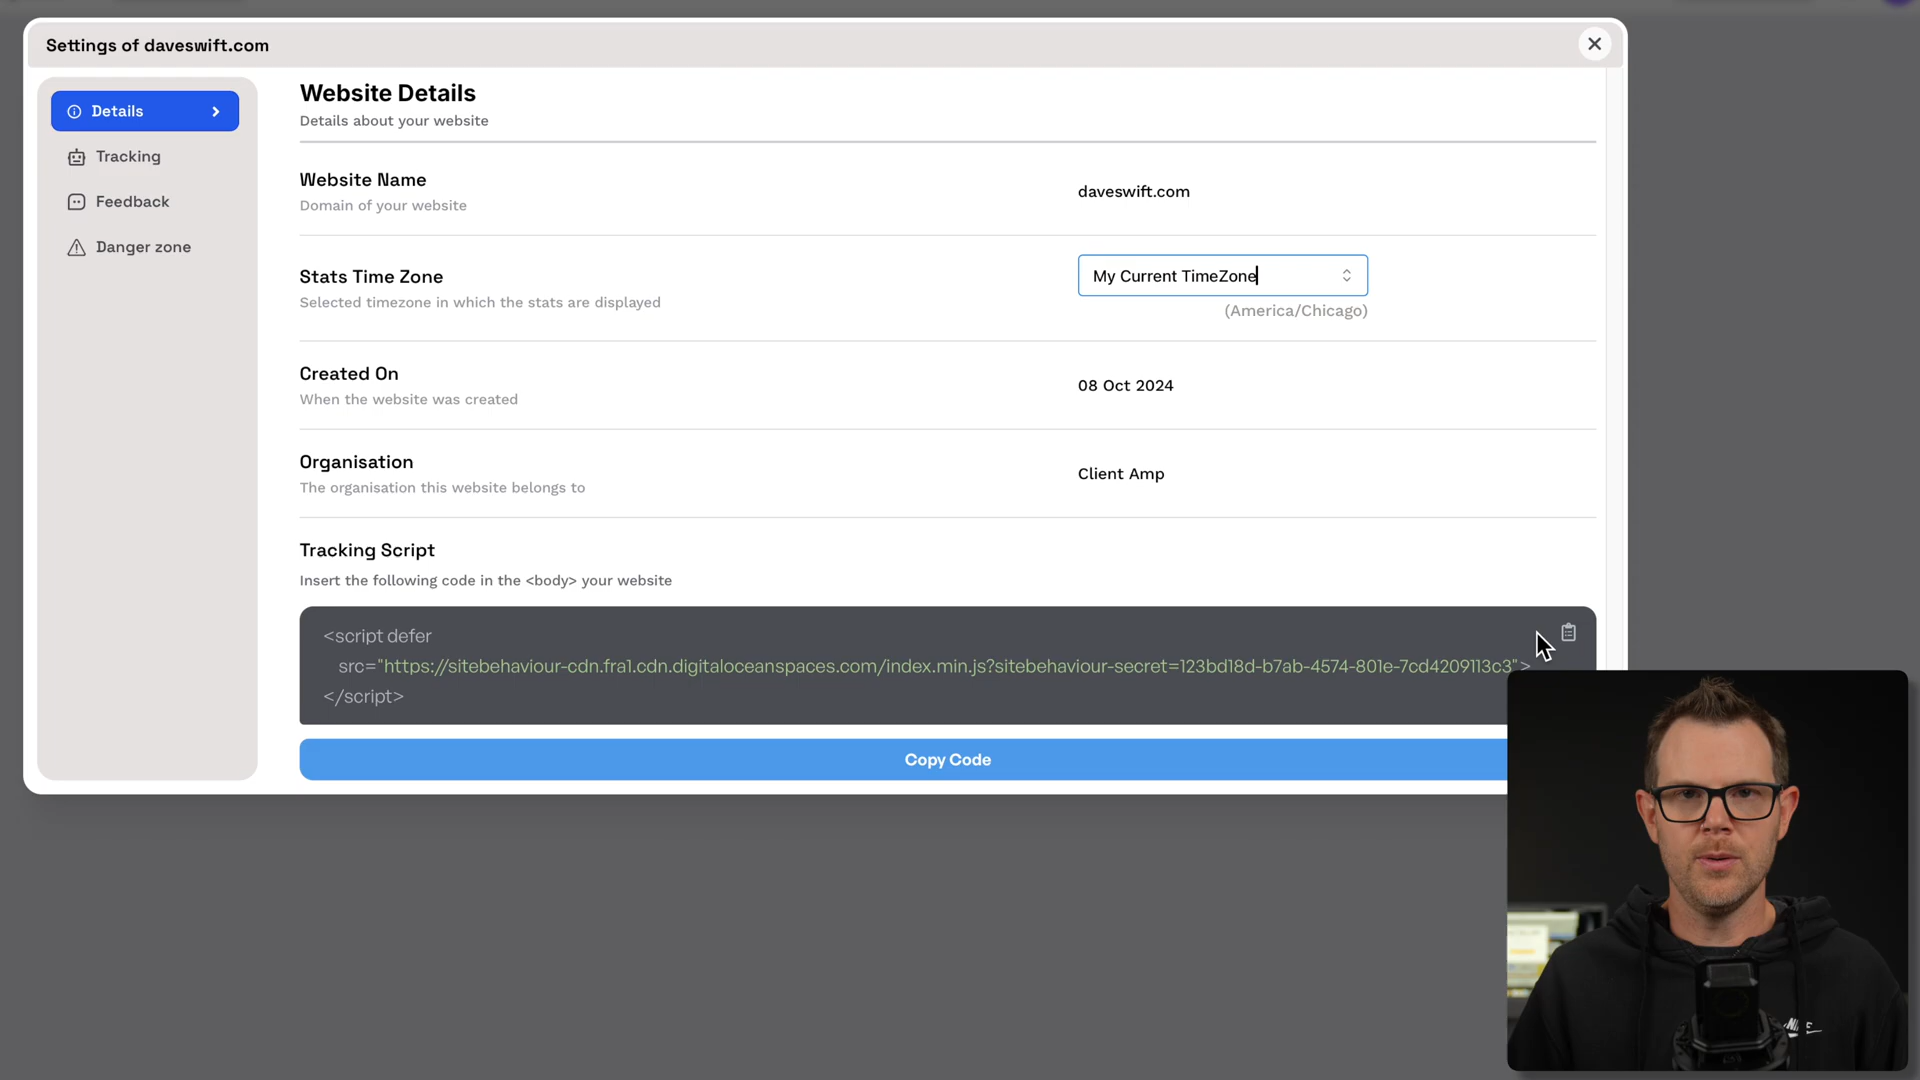 Settings of daveswift.com
Details
Tracking
Feedback
Danger zone
Website Details
Details about your website
Website Name
Domain of your website
daveswift.com
Stats Time Zone
Selected timezone in which the stats are displayed
My Current TimeZone
(America/Chicago)
Created On
When the website was created
08 Oct 2024
Organisation
The organisation this website belongs to
Client Amp
Tracking Script
Insert the following code in the <body> your website
<script defer
src="https://sitebehaviour-cdn.fra1.cdn.digitaloceanspaces.com/index.min.js?sitebehaviour-secret=123bd18d-b7ab-4574-801e-7cd4209113c3">
</script>
Copy Code